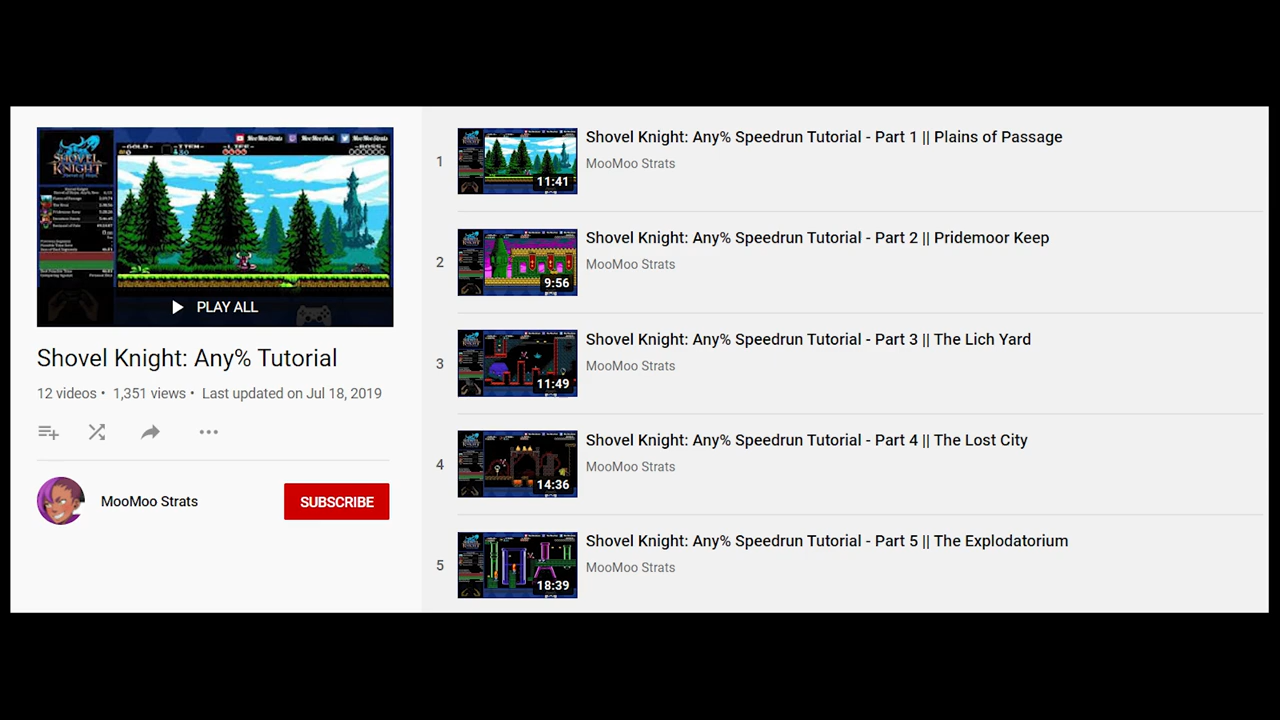 SHOVEL
KNIGHT
PLAY ALL
Shovel Knight: Any% Tutorial
12 videos • 1,351 views • Last updated on Jul 18, 2019
MooMoo Strats
SUBSCRIBE
1
11:41
Shovel Knight: Any% Speedrun Tutorial - Part 1 || Plains of Passage
MooMoo Strats
2
9:56
Shovel Knight: Any% Speedrun Tutorial - Part 2 || Pridemoor Keep
MooMoo Strats
3
11:49
Shovel Knight: Any% Speedrun Tutorial - Part 3 || The Lich Yard
MooMoo Strats
4
14:36
Shovel Knight: Any% Speedrun Tutorial - Part 4 || The Lost City
MooMoo Strats
5
18:39
Shovel Knight: Any% Speedrun Tutorial - Part 5 || The Explodatorium
MooMoo Strats